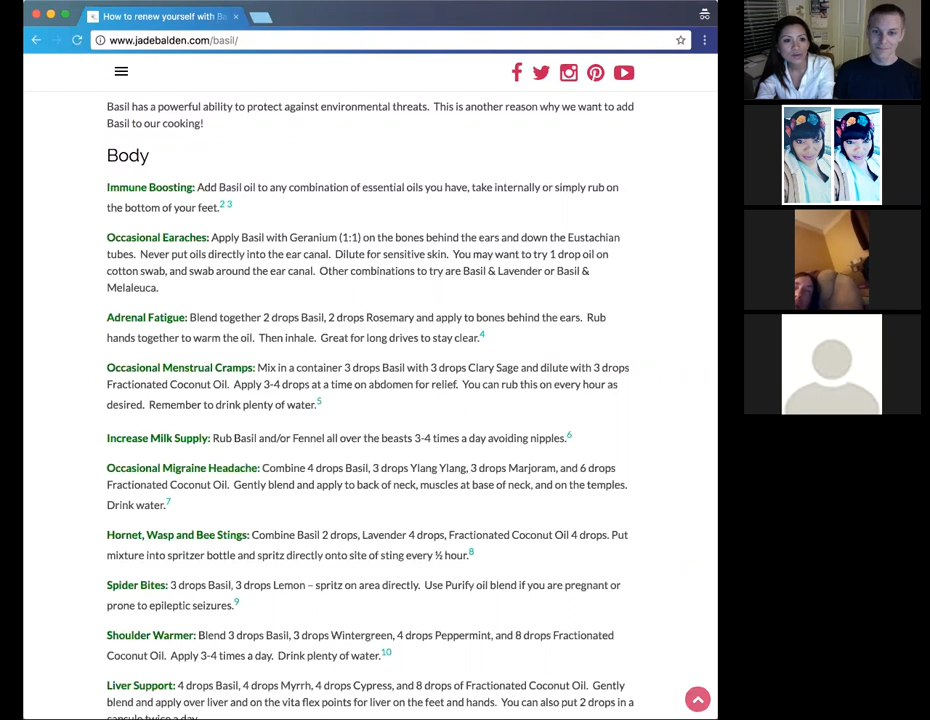 How to renew yourself with Ba
www.jadebalden.com/basil/
Basil has a powerful ability to protect against environmental threats. This is another reason why we want to add
Basil to our cooking!
Body
Immune Boosting: Add Basil oil to any combination of essential oils you have, take internally or simply rub on
the bottom of your feet.2 3
Occasional Earaches: Apply Basil with Geranium (1:1) on the bones behind the ears and down the Eustachian
tubes. Never put oils directly into the ear canal. Dilute for sensitive skin. You may want to try 1 drop oil on
cotton swab, and swab around the ear canal. Other combinations to try are Basil & Lavender or Basil &
Melaleuca.
Adrenal Fatigue: Blend together 2 drops Basil, 2 drops Rosemary and apply to bones behind the ears. Rub
hands together to warm the oil. Then inhale. Great for long drives to stay clear.4
Occasional Menstrual Cramps: Mix in a container 3 drops Basil with 3 drops Clary Sage and dilute with 3 drops
Fractionated Coconut Oil. Apply 3-4 drops at a time on abdomen for relief. You can rub this on every hour as
desired. Remember to drink plenty of water.5
Increase Milk Supply: Rub Basil and/or Fennel all over the beasts 3-4 times a day avoiding nipples.6
Occasional Migraine Headache: Combine 4 drops Basil, 3 drops Ylang Ylang, 3 drops Marjoram, and 6 drops
Fractionated Coconut Oil. Gently blend and apply to back of neck, muscles at base of neck, and on the temples.
Drink water.7
Hornet, Wasp and Bee Stings: Combine Basil 2 drops, Lavender 4 drops, Fractionated Coconut Oil 4 drops. Put
mixture into spritzer bottle and spritz directly onto site of sting every ½ hour.8
Spider Bites: 3 drops Basil, 3 drops Lemon – spritz on area directly. Use Purify oil blend if you are pregnant or
prone to epileptic seizures.9
Shoulder Warmer: Blend 3 drops Basil, 3 drops Wintergreen, 4 drops Peppermint, and 8 drops Fractionated
Coconut Oil. Apply 3-4 times a day. Drink plenty of water.10
Liver Support: 4 drops Basil, 4 drops Myrrh, 4 drops Cypress, and 8 drops of Fractionated Coconut Oil. Gently
blend and apply over liver and on the vita flex points for liver on the feet and hands. You can also put 2 drops in a
capsule twice a day